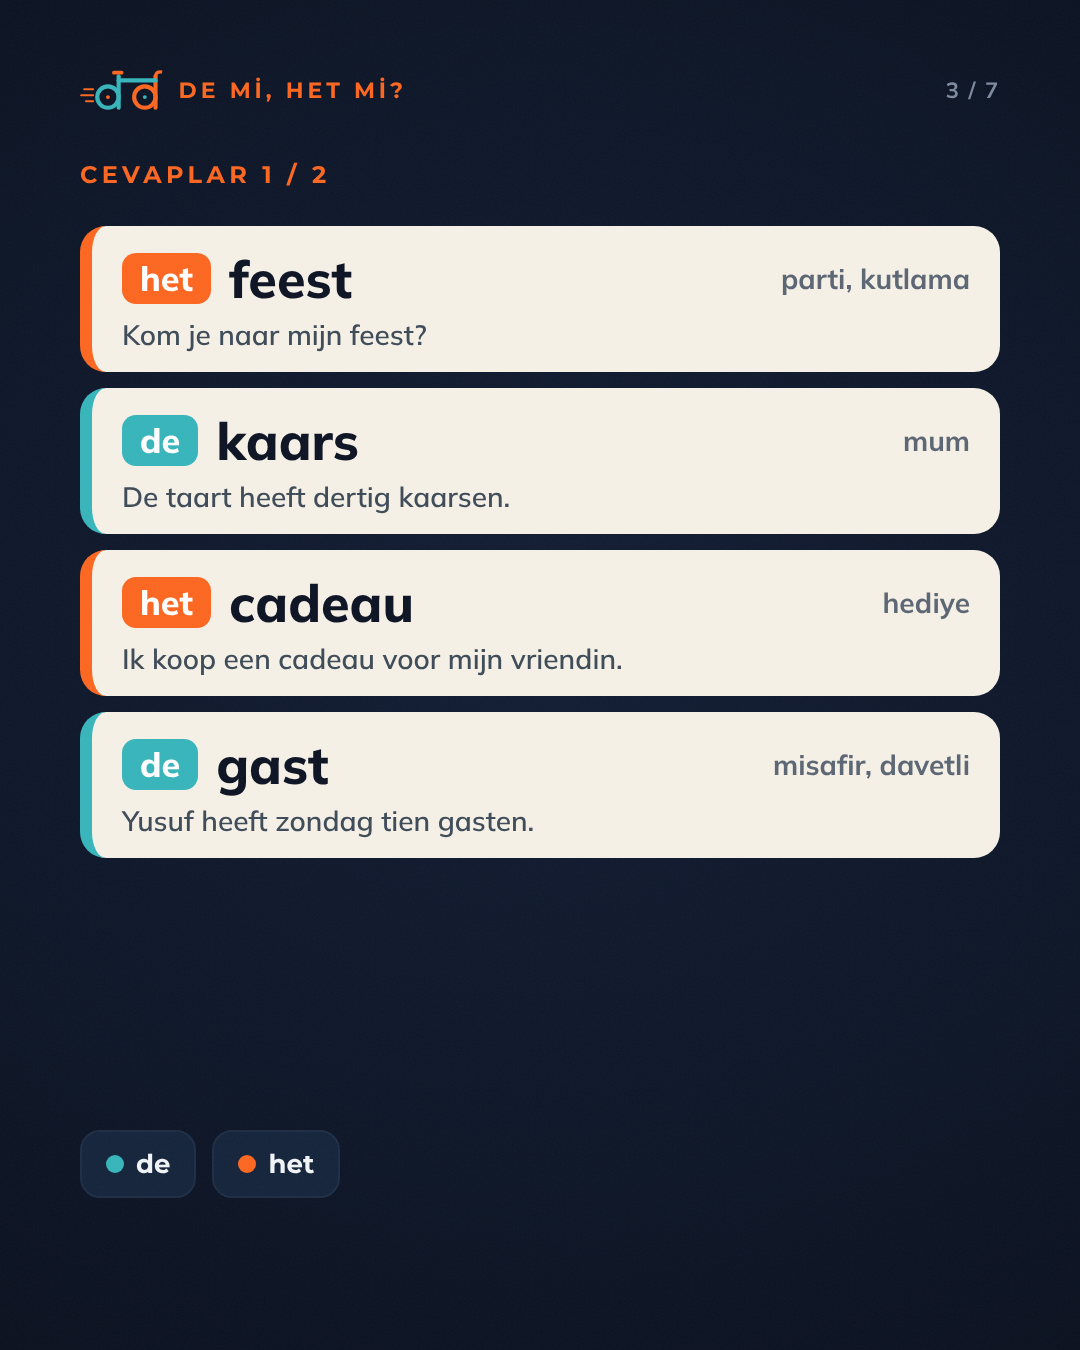 DE Mİ, HET Mİ?
3 / 7
CEVAPLAR 1 / 2
het feest
parti, kutlama
Kom je naar mijn feest?
de kaars
mum
De taart heeft dertig kaarsen.
het cadeau
hediye
Ik koop een cadeau voor mijn vriendin.
de gast
misafir, davetli
Yusuf heeft zondag tien gasten.
de
het